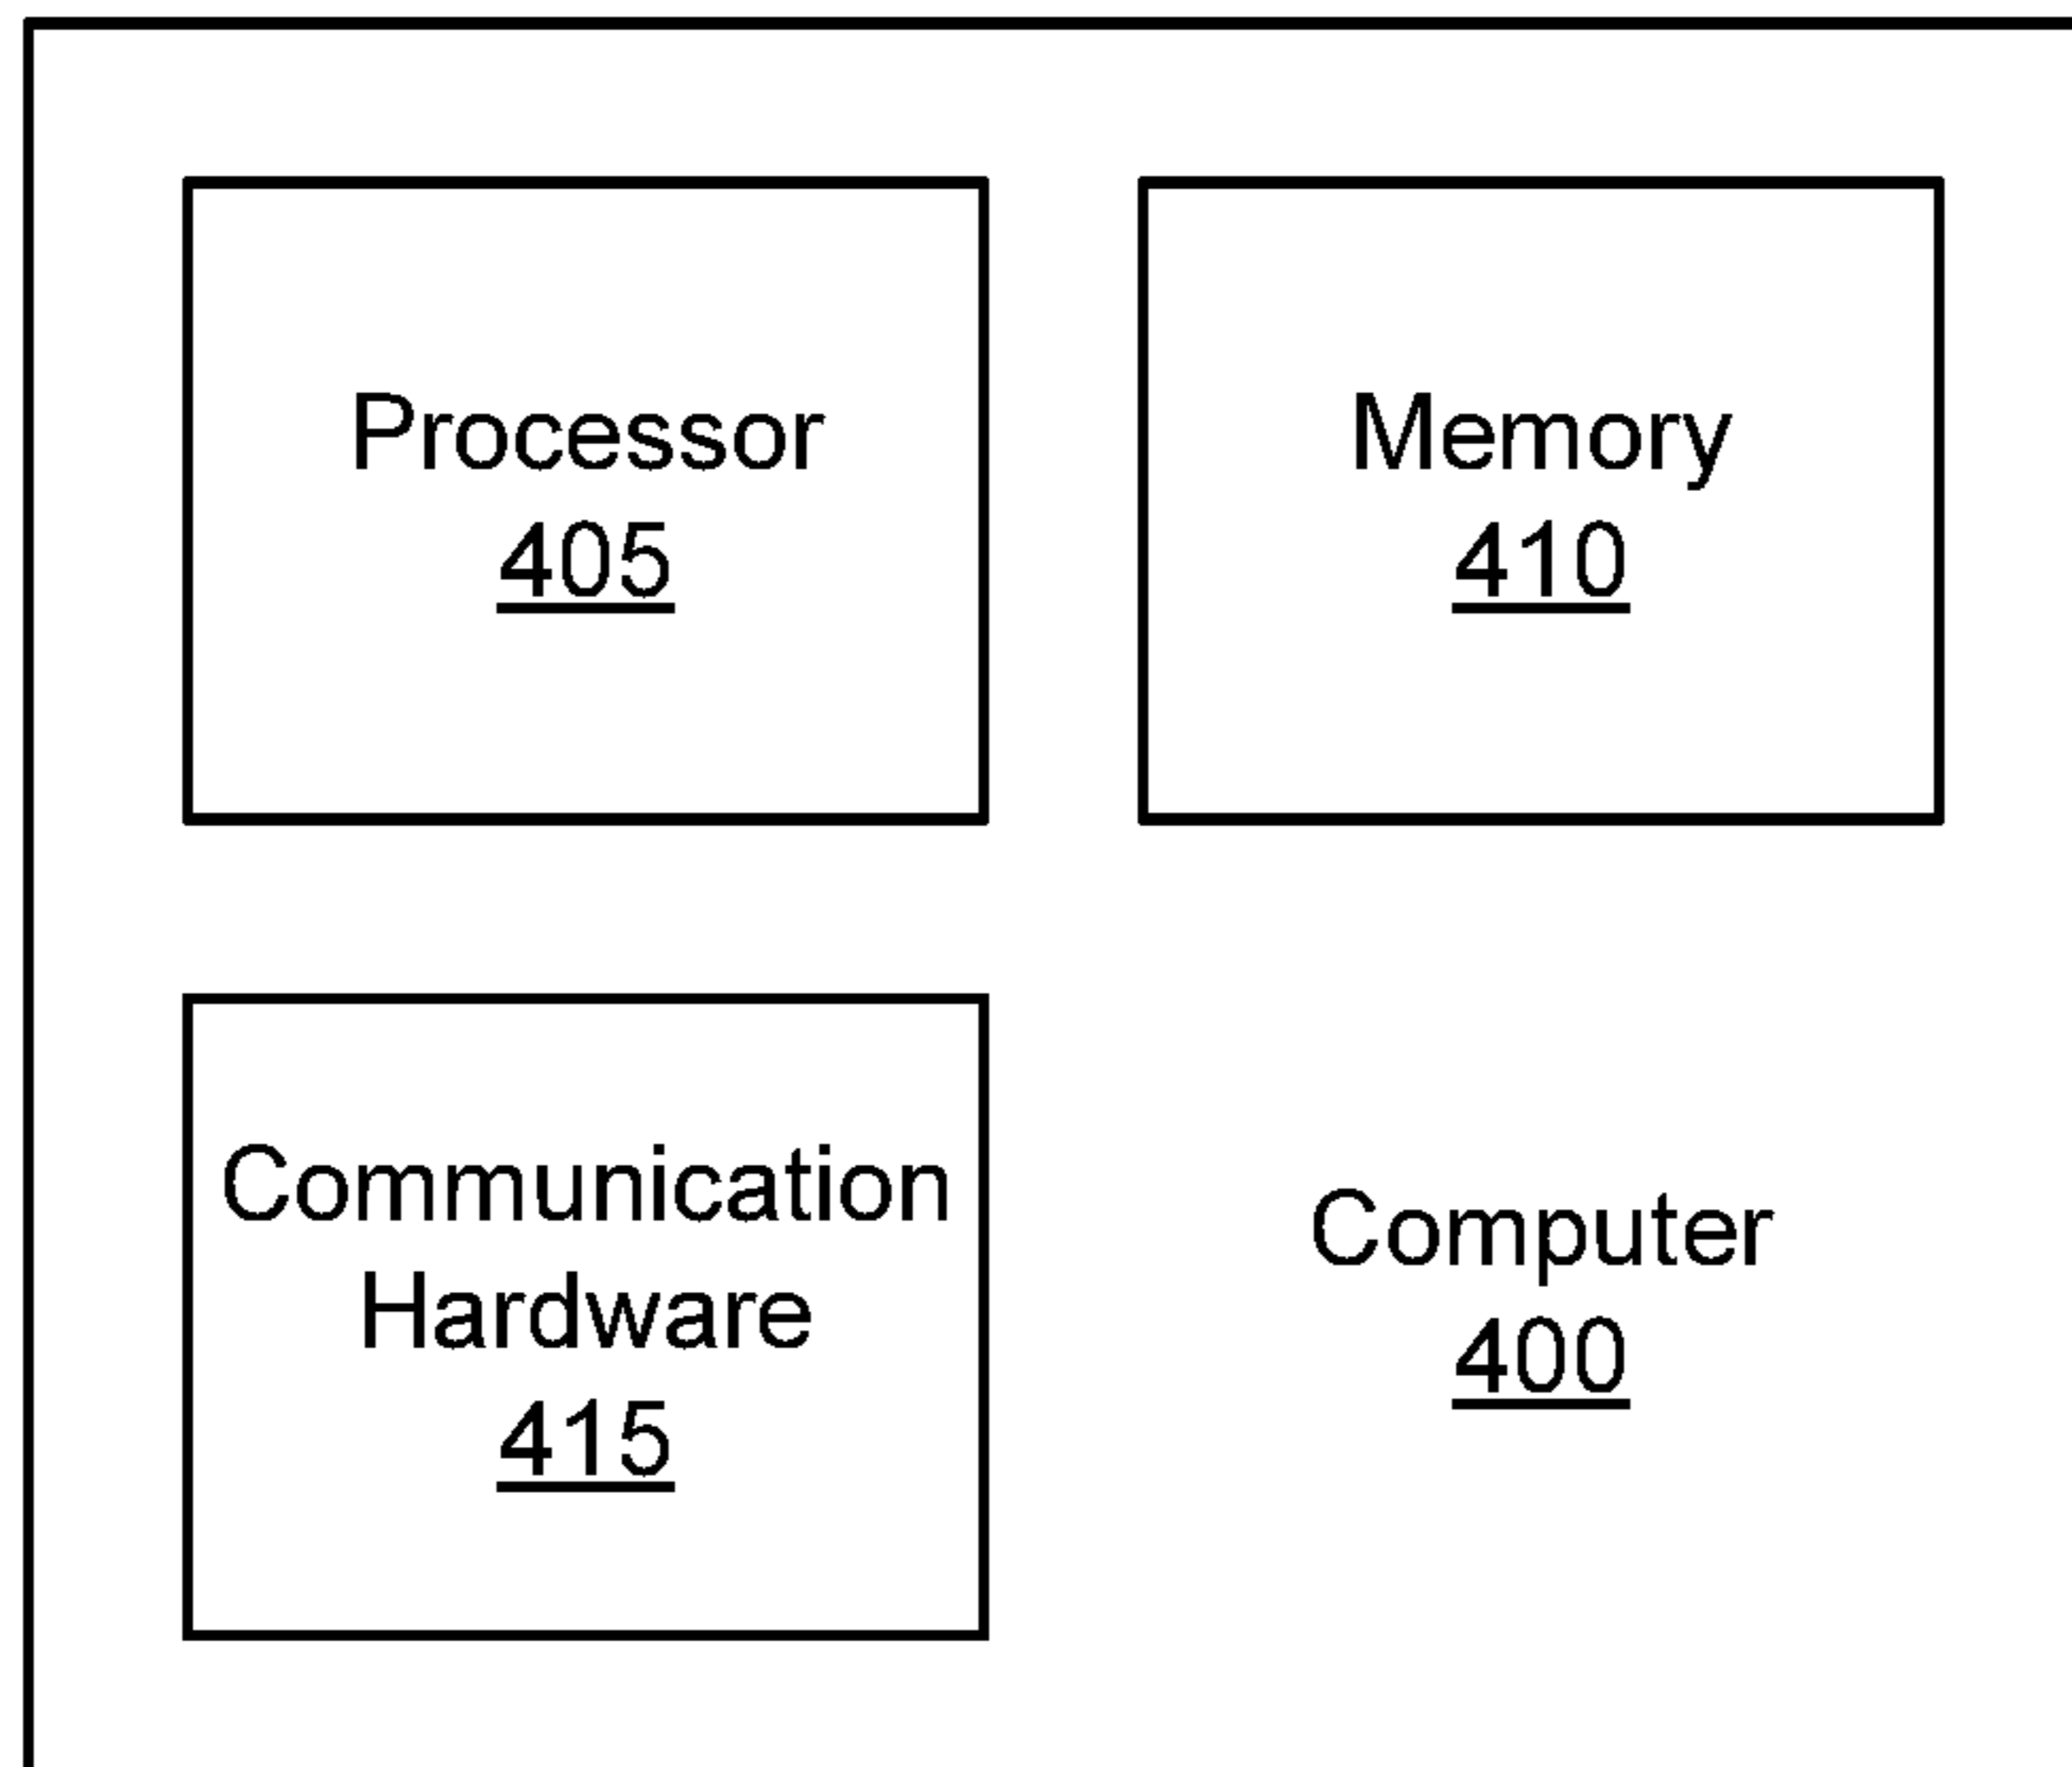 Processor
405
Memory
410
Communication
Hardware
415
Computer
400